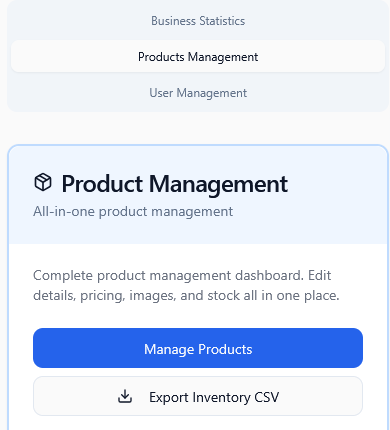 Business Statistics
Products Management
User Management
Product Management
All-in-one product management
Complete product management dashboard. Edit
details, pricing, images, and stock all in one place.
Manage Products
Export Inventory CSV